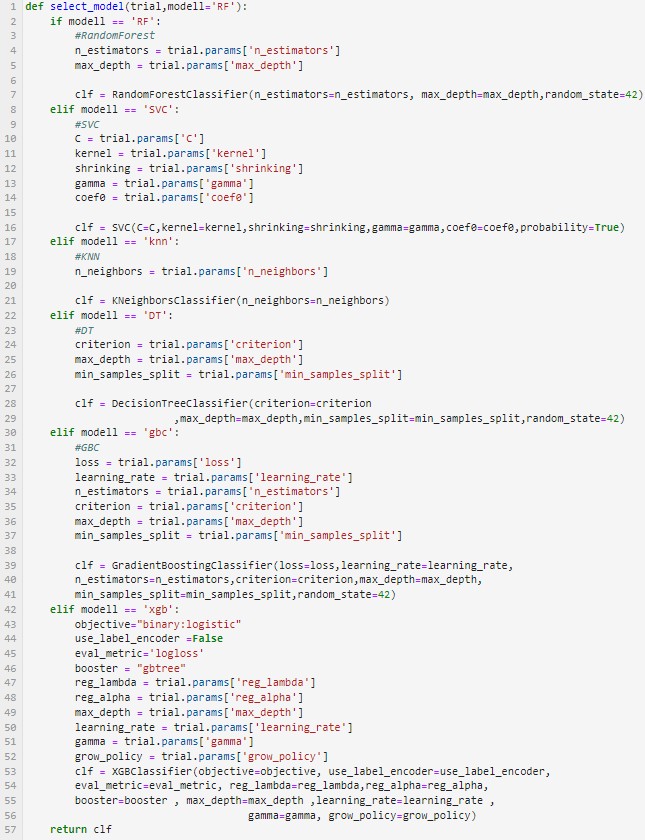 1 def select_model(trial,modell='RF'):
2     if modell == 'RF':
3         #RandomForest
4         n_estimators = trial.params['n_estimators']
5         max_depth = trial.params['max_depth']
6
7         clf = RandomForestClassifier(n_estimators=n_estimators, max_depth=max_depth,random_state=42)
8     elif modell == 'SVC':
9         #SVC
10         C = trial.params['C']
11         kernel = trial.params['kernel']
12         shrinking = trial.params['shrinking']
13         gamma = trial.params['gamma']
14         coef0 = trial.params['coef0']
15
16         clf = SVC(C=C,kernel=kernel,shrinking=shrinking,gamma=gamma,coef0=coef0,probability=True)
17     elif modell == 'knn':
18         #KNN
19         n_neighbors = trial.params['n_neighbors']
20
21         clf = KNeighborsClassifier(n_neighbors=n_neighbors)
22     elif modell == 'DT':
23         #DT
24         criterion = trial.params['criterion']
25         max_depth = trial.params['max_depth']
26         min_samples_split = trial.params['min_samples_split']
27
28         clf = DecisionTreeClassifier(criterion=criterion
29                         ,max_depth=max_depth,min_samples_split=min_samples_split,random_state=42)
30     elif modell == 'gbc':
31         #GBC
32         loss = trial.params['loss']
33         learning_rate = trial.params['learning_rate']
34         n_estimators = trial.params['n_estimators']
35         criterion = trial.params['criterion']
36         max_depth = trial.params['max_depth']
37         min_samples_split = trial.params['min_samples_split']
38
39         clf = GradientBoostingClassifier(loss=loss,learning_rate=learning_rate,
40         n_estimators=n_estimators,criterion=criterion,max_depth=max_depth,
41         min_samples_split=min_samples_split,random_state=42)
42     elif modell == 'xgb':
43         objective="binary:logistic"
44         use_label_encoder =False
45         eval_metric='logloss'
46         booster = "gbtree"
47         reg_lambda = trial.params['reg_lambda']
48         reg_alpha = trial.params['reg_alpha']
49         max_depth = trial.params['max_depth']
50         learning_rate = trial.params['learning_rate']
51         gamma = trial.params['gamma']
52         grow_policy = trial.params['grow_policy']
53         clf = XGBClassifier(objective=objective, use_label_encoder=use_label_encoder,
54         eval_metric=eval_metric, reg_lambda=reg_lambda,reg_alpha=reg_alpha,
55         booster=booster , max_depth=max_depth ,learning_rate=learning_rate ,
56                                     gamma=gamma, grow_policy=grow_policy)
57     return clf